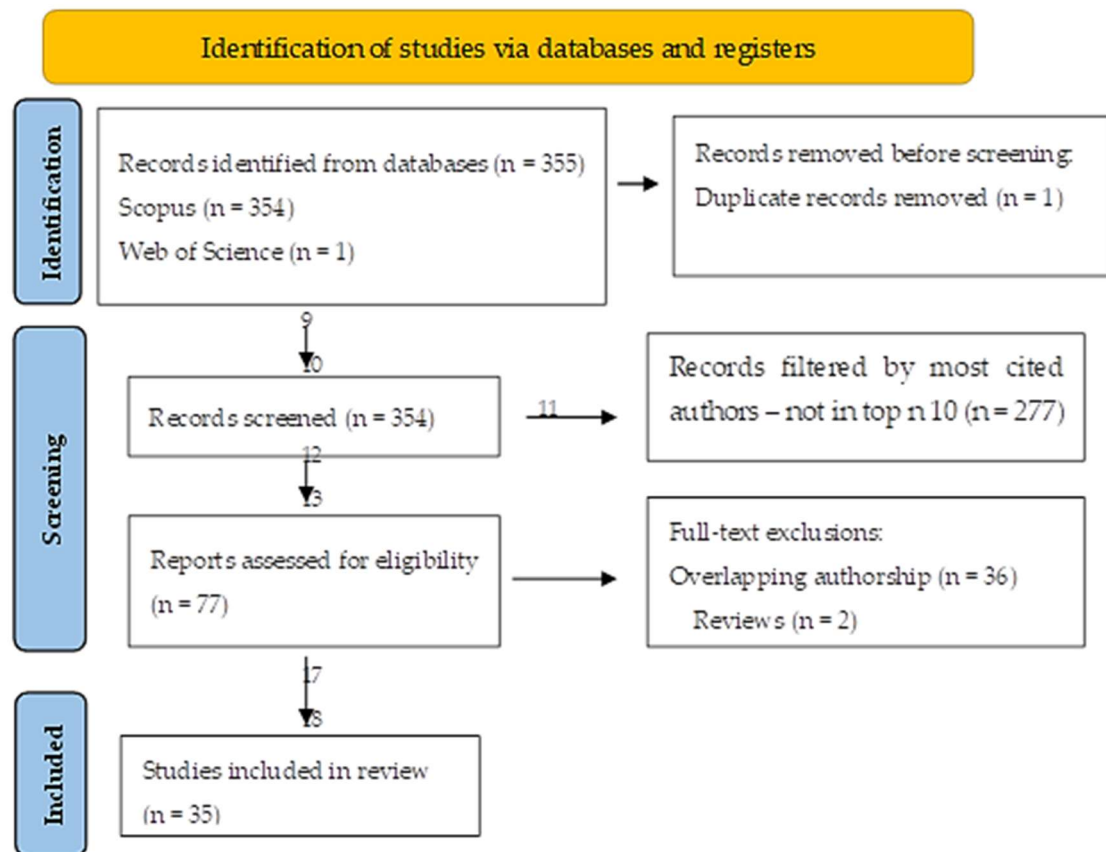 Identification of studies via databases and registers
Identification
Records identified from databases (n = 355)
Scopus (n = 354)
Web of Science (n = 1)
Records removed before screening:
Duplicate records removed (n = 1)
9
10
Screening
Records screened (n = 354)
11
Records filtered by most cited
authors – not in top n 10 (n = 277)
12
13
Reports assessed for eligibility
(n = 77)
Full-text exclusions:
Overlapping authorship (n = 36)
Reviews (n = 2)
17
18
Included
Studies included in review
(n = 35)